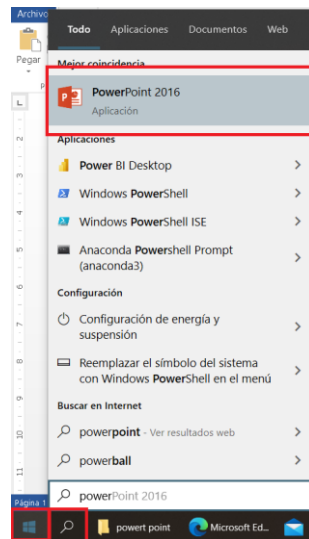 Archivo
Todo Aplicaciones Documentos Web
Pegar
Mejor coincidencia
PowerPoint 2016
Aplicación
Aplicaciones
Power BI Desktop
Windows PowerShell
Windows PowerShell ISE
Anaconda Powershell Prompt
(anaconda3)
Configuración
Configuración de energía y
suspensión
Reemplazar el símbolo del sistema
con Windows PowerShell en el menú
Buscar en Internet
powerpoint - Ver resultados web
powerball
powerPoint 2016
Página 1
powert point Microsoft Ed...